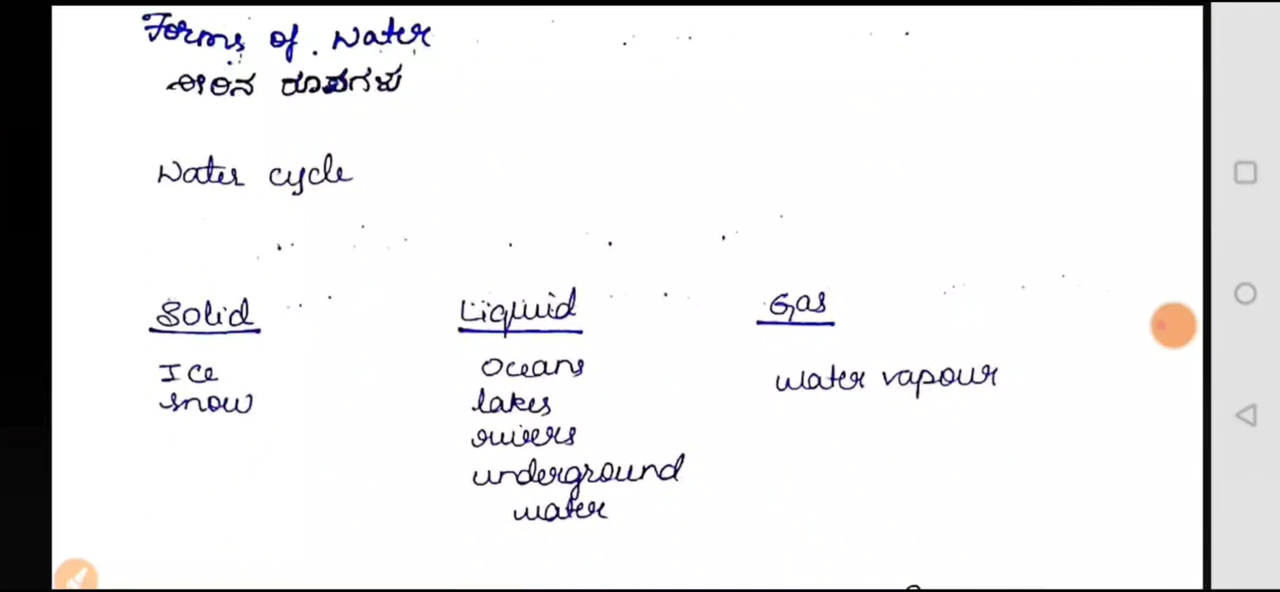 Forms of water
ನೀರಿನ ರೂಪಗಳು
Water cycle
Solid Liquid Gas
Ice oceans water vapour
snow lakes
rivers
underground
water